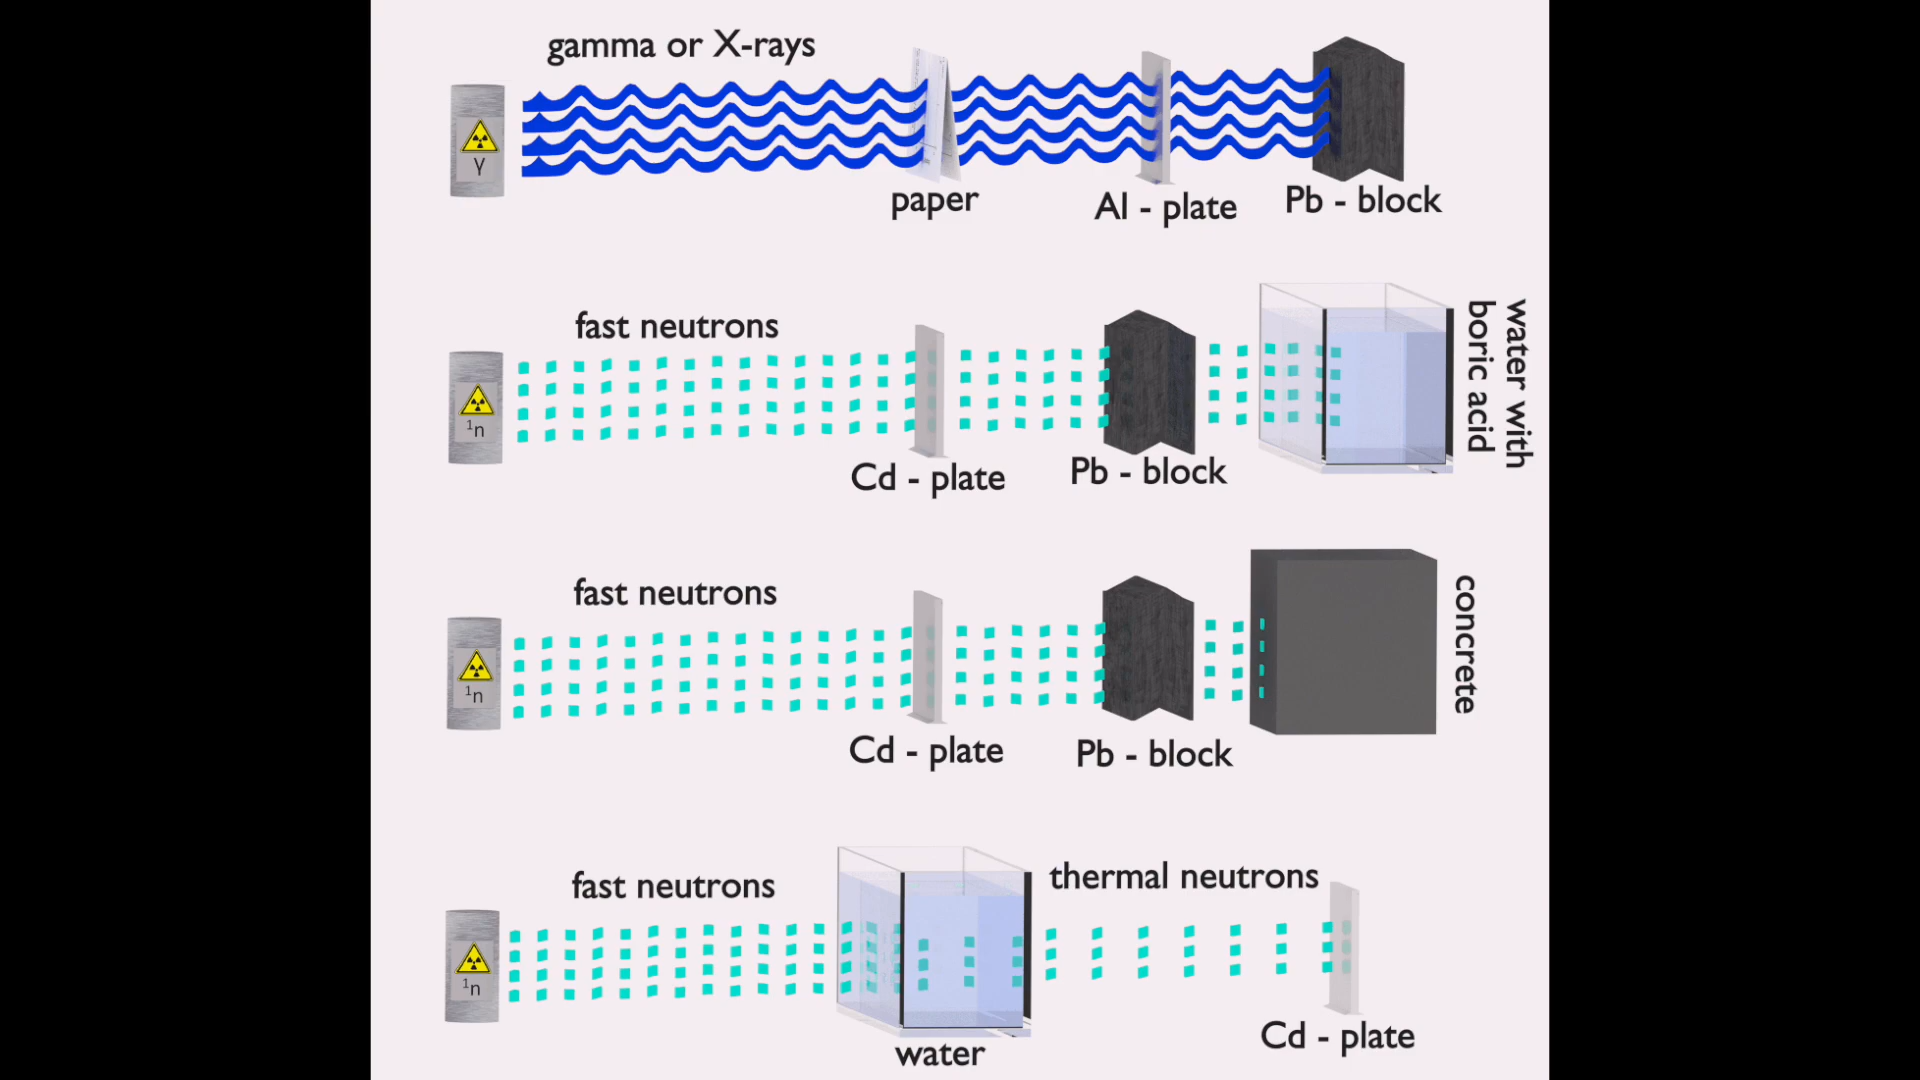 gamma or X-rays
γ
paper
Al - plate
Pb - block
fast neutrons
1n
Cd - plate
Pb - block
water with
boric acid
fast neutrons
1n
Cd - plate
Pb - block
concrete
fast neutrons
thermal neutrons
1n
water
Cd - plate